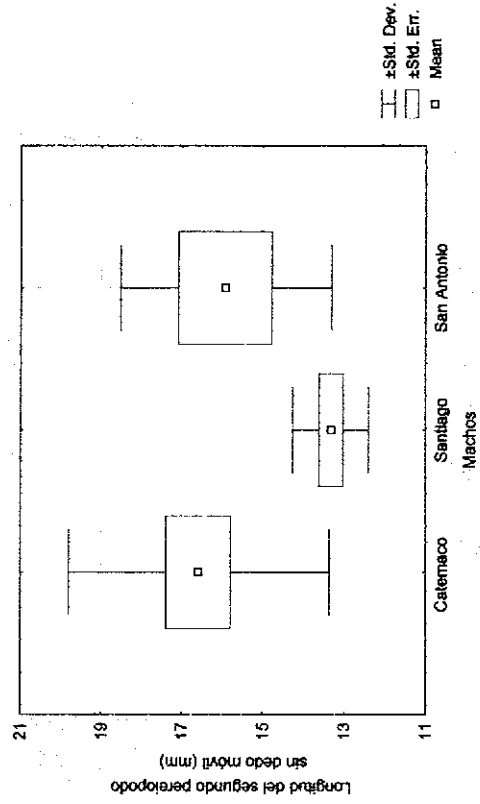 Longitud del segundo pereiopodo
sin dedo móvil (mm)
21
19
17
15
13
11
Catemaco
Santiago
San Antonio
Machos
±Std. Dev.
±Std. Err.
Mean